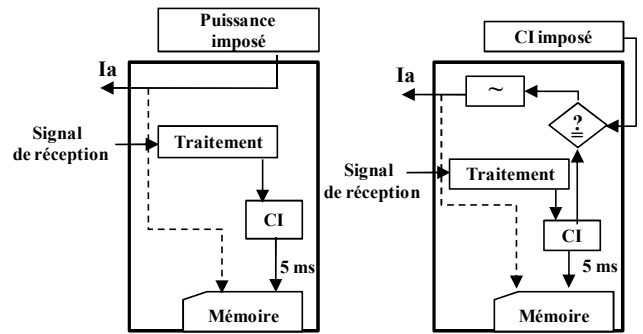 Puissance
imposé
Ia
Signal
de réception
Traitement
CI
5 ms
Mémoire
CI imposé
Ia
~
?
=
Signal
de réception
Traitement
CI
5 ms
Mémoire